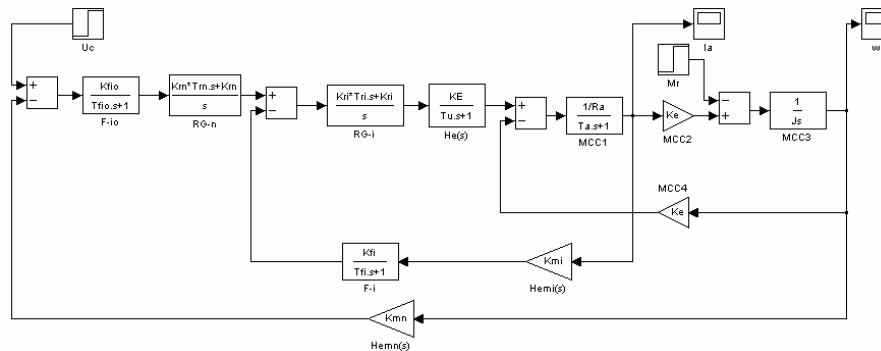 Uc
+
−
Kfio
Tfio.s+1
F-io
Krn*Trn.s+Krn
s
RG-n
+
−
Kri*Tri.s+Kri
s
RG-i
KE
Tu.s+1
He(s)
+
−
1/Ra
Ta.s+1
MCC1
Ia
Mr
Ke
MCC2
−
+
1
Js
MCC3
w
MCC4
Ke
Kfi
Tfi.s+1
F-i
Kmi
Hemi(s)
Kmn
Hemn(s)